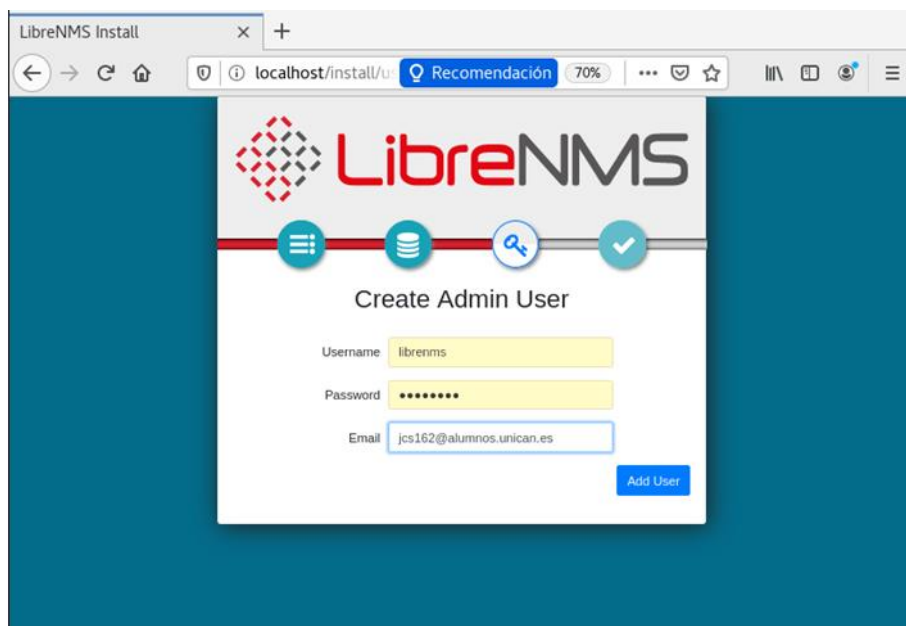 LibreNMS Install
localhost/install/u Recomendación 70%
LibreNMS
Create Admin User
Username librenms
Password ••••••••
Email jcs162@alumnos.unican.es
Add User